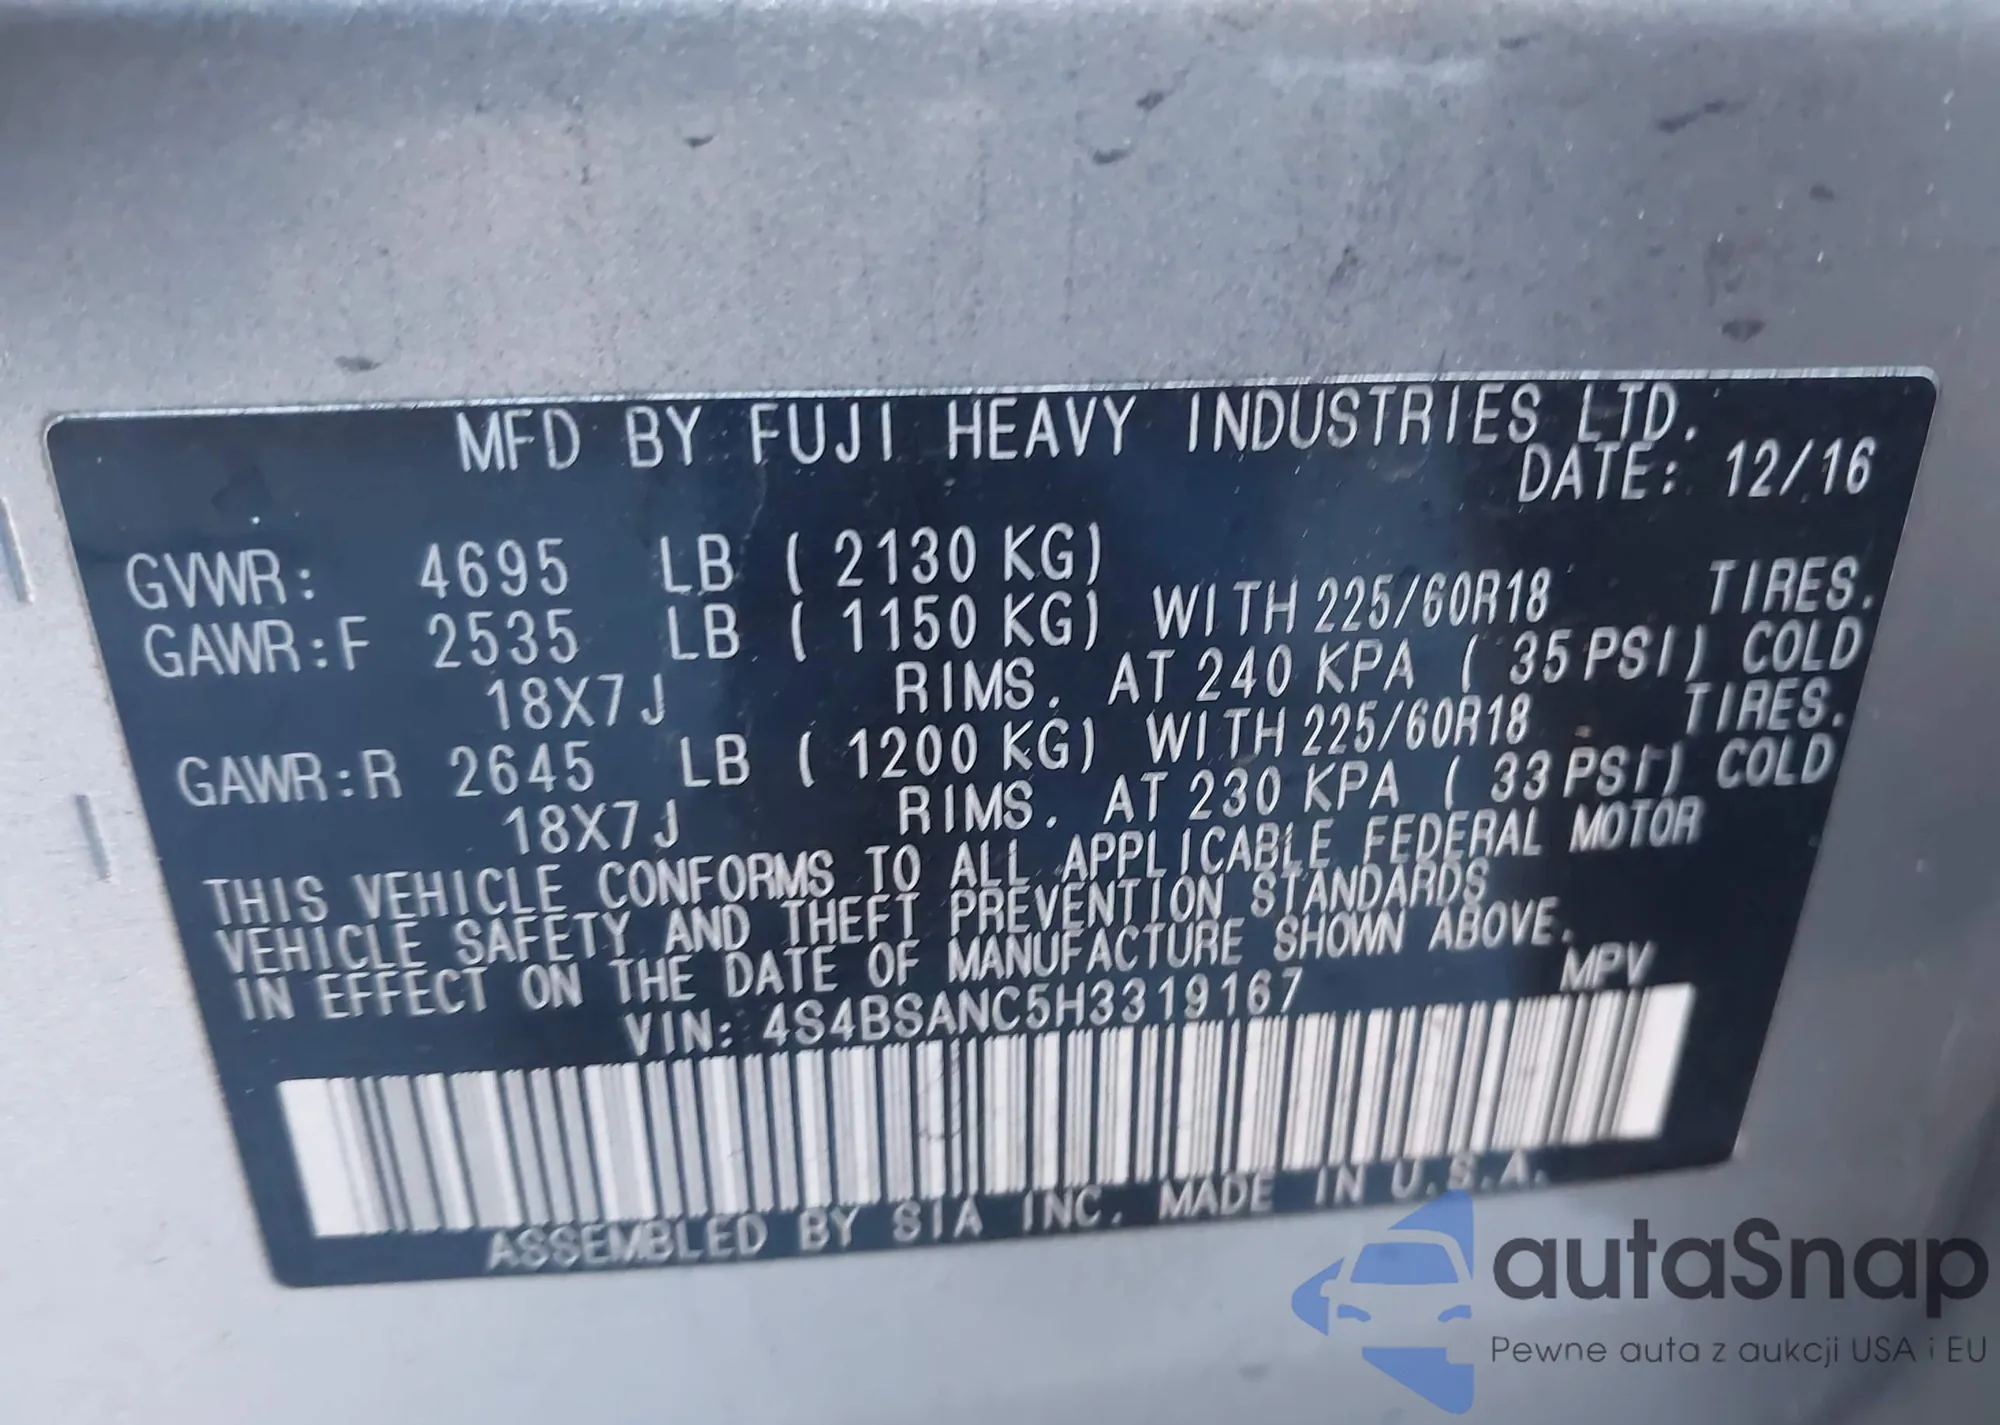 MFD BY FUJI HEAVY INDUSTRIES LTD.
DATE: 12/16
GVWR: 4695 LB ( 2130 KG)
GAWR:F 2535 LB ( 1150 KG) WITH 225/60R18 TIRES.
18X7J RIMS. AT 240 KPA ( 35 PSI) COLD
GAWR:R 2645 LB ( 1200 KG) WITH 225/60R18 TIRES.
18X7J RIMS. AT 230 KPA ( 33 PSI) COLD
THIS VEHICLE CONFORMS TO ALL APPLICABLE FEDERAL MOTOR
VEHICLE SAFETY AND THEFT PREVENTION STANDARDS
IN EFFECT ON THE DATE OF MANUFACTURE SHOWN ABOVE.
VIN: 4S4BSANC5H3319167 MPV
ASSEMBLED BY SIA INC. MADE IN U.S.A.
autaSnap
Pewne auta z aukcji USA i EU